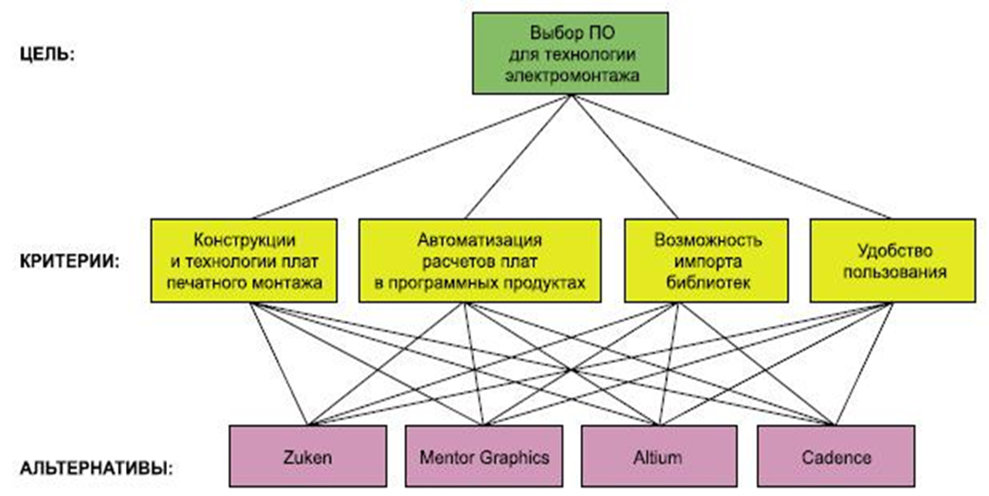 ЦЕЛЬ:
Выбор ПО
для технологии
электромонтажа
КРИТЕРИИ:
Конструкции
и технологии плат
печатного монтажа
Автоматизация
расчетов плат
в программных продуктах
Возможность
импорта
библиотек
Удобство
пользования
АЛЬТЕРНАТИВЫ:
Zuken
Mentor Graphics
Altium
Cadence